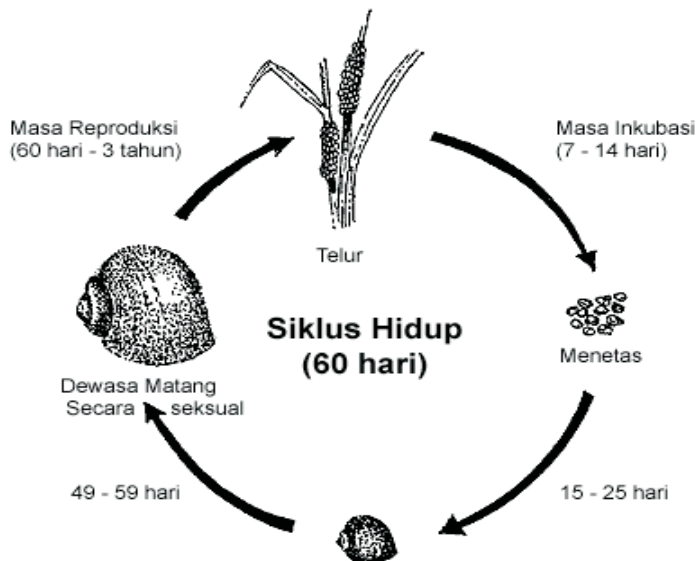 Masa Reproduksi
(60 hari - 3 tahun)
Masa Inkubasi
(7 - 14 hari)
Telur
Siklus Hidup
(60 hari)
Menetas
Dewasa Matang
Secara seksual
49 - 59 hari
15 - 25 hari